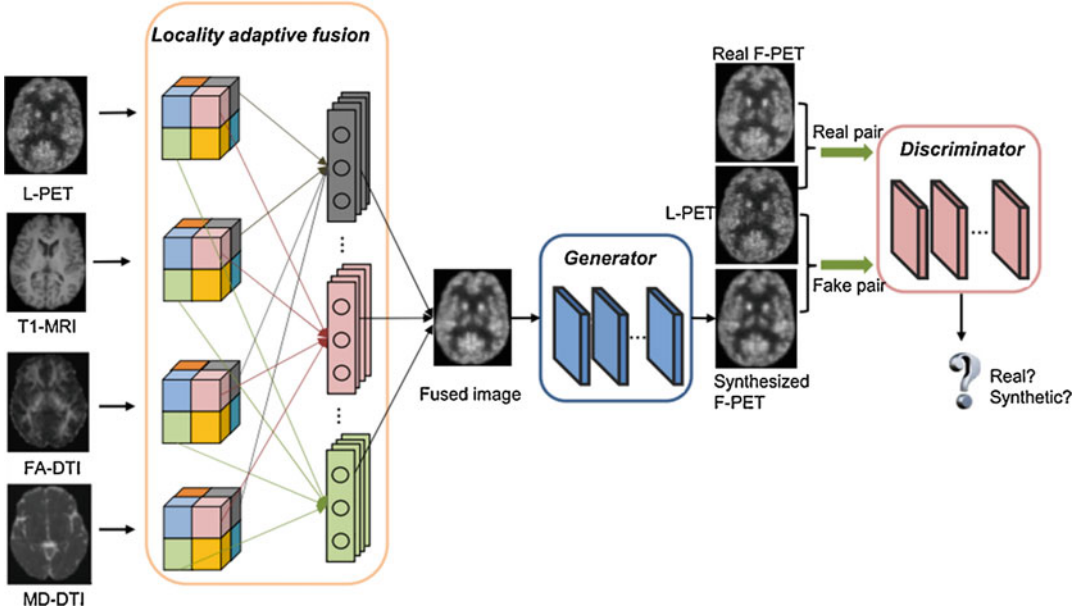 Locality adaptive fusion
L-PET
T1-MRI
FA-DTI
MD-DTI
Fused image
Generator
Real F-PET
L-PET
Synthesized
F-PET
Real pair
Fake pair
Discriminator
?
Real?
Synthetic?